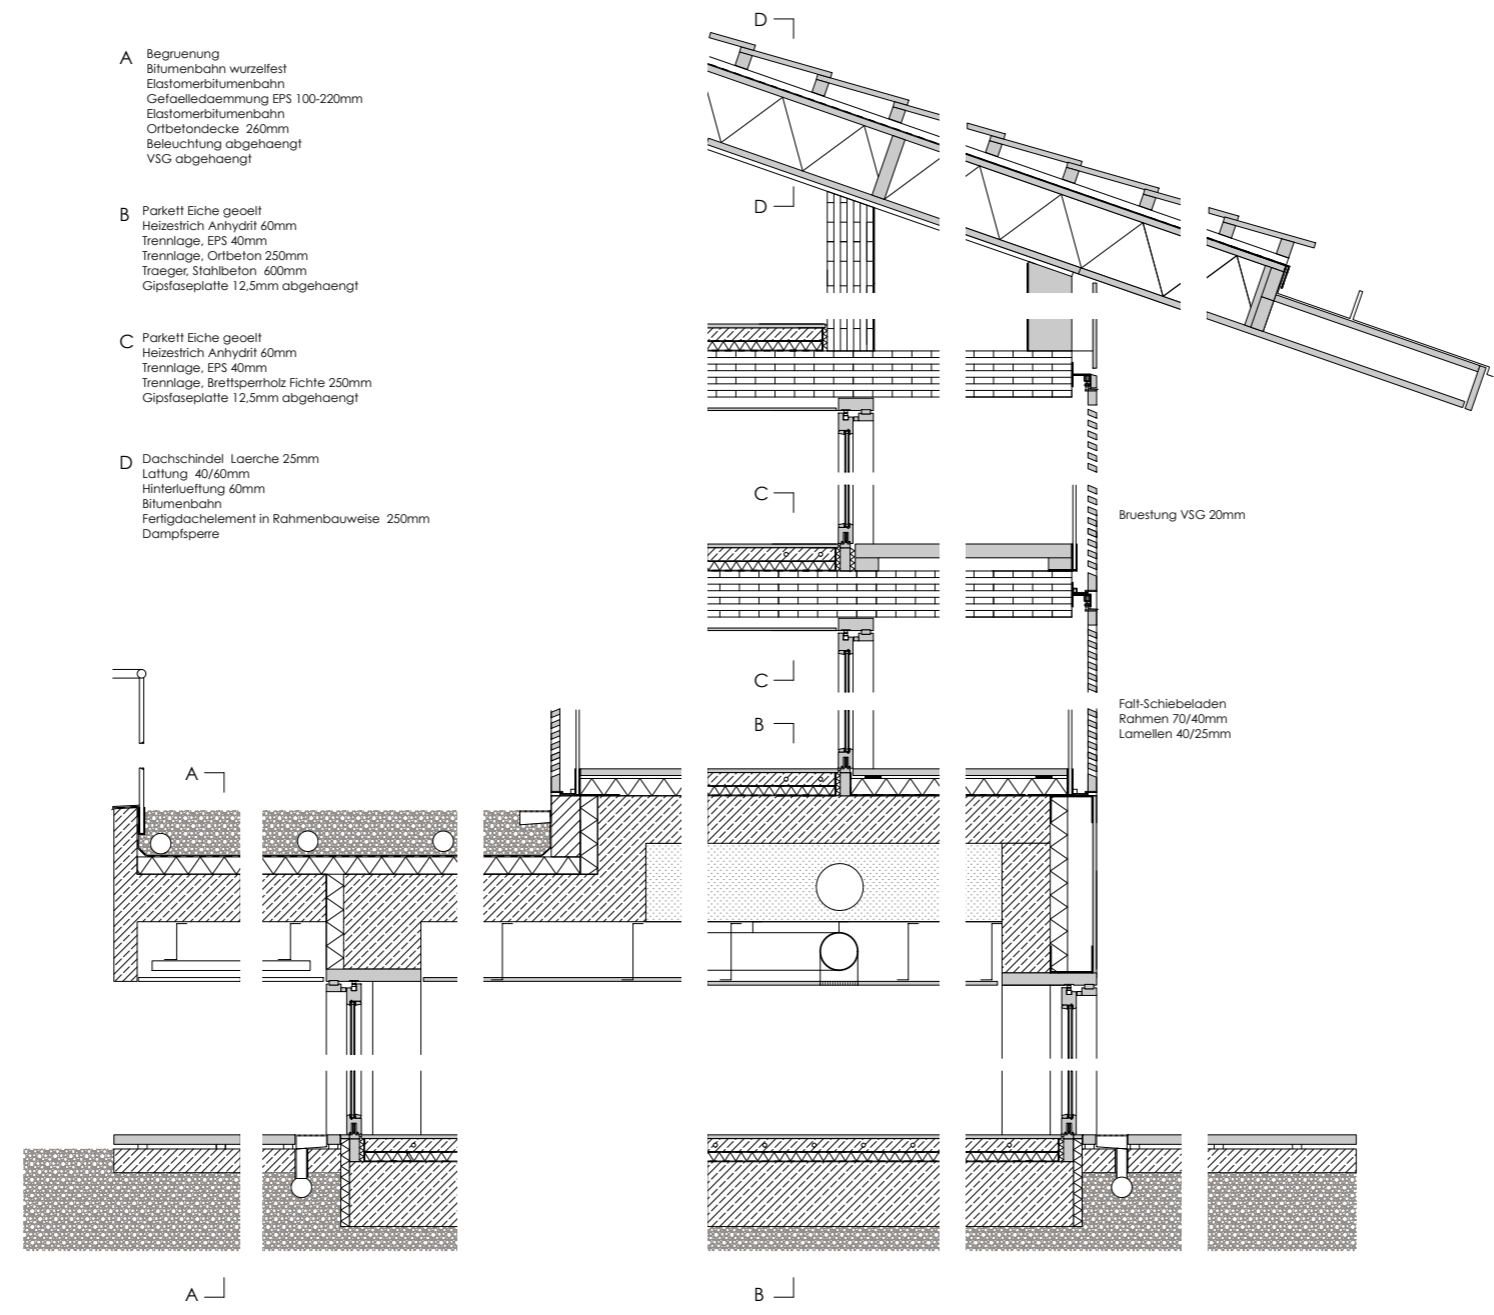 A
Begruenung
Bitumenbahn wurzelfest
Elastomerbitumenbahn
Gefaelledaemmung EPS 100-220mm
Elastomerbitumenbahn
Ortbetondecke 260mm
Beleuchtung abgehaengt
VSG abgehaengt
B
Parkett Eiche geoelt
Heizestrich Anhydrit 60mm
Trennlage, EPS 40mm
Trennlage, Ortbeton 250mm
Traeger, Stahlbeton 600mm
Gipsfaseplatte 12,5mm abgehaengt
C
Parkett Eiche geoelt
Heizestrich Anhydrit 60mm
Trennlage, EPS 40mm
Trennlage, Brettsperrholz Fichte 250mm
Gipsfaseplatte 12,5mm abgehaengt
D
Dachschindel Laerche 25mm
Lattung 40/60mm
Hinterlueftung 60mm
Bitumenbahn
Fertigdachelement in Rahmenbauweise 250mm
Dampfsperre
D
D
C
Bruestung VSG 20mm
C
B
Falt-Schiebeladen
Rahmen 70/40mm
Lamellen 40/25mm
A
A
B